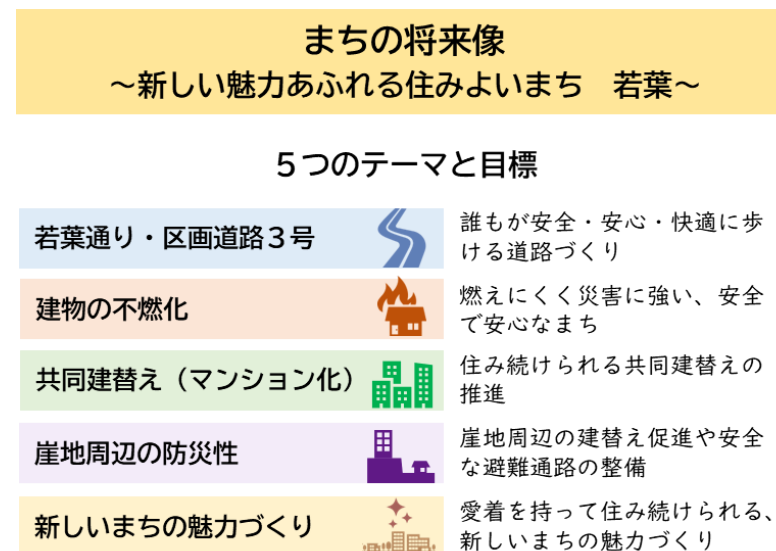 まちの将来像
～新しい魅力あふれる住みよいまち　若葉～
５つのテーマと目標
若葉通り・区画道路３号
誰もが安全・安心・快適に歩
ける道路づくり
建物の不燃化
燃えにくく災害に強い、安全
で安心なまち
共同建替え（マンション化）
住み続けられる共同建替えの
推進
崖地周辺の防災性
崖地周辺の建替え促進や安全
な避難通路の整備
新しいまちの魅力づくり
愛着を持って住み続けられる、
新しいまちの魅力づくり